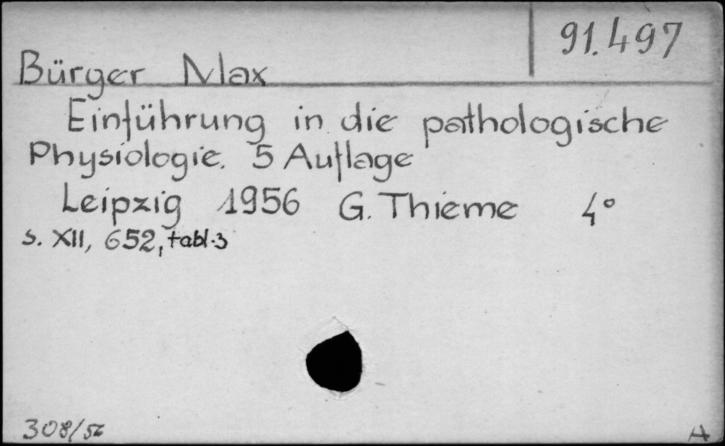 91.497
Bürger Max
Einführung in die pathologische
Physiologie. 5 Auflage
Leipzig 1956 G. Thieme 4°
s. XII, 652, tabl. 3
308/56
A